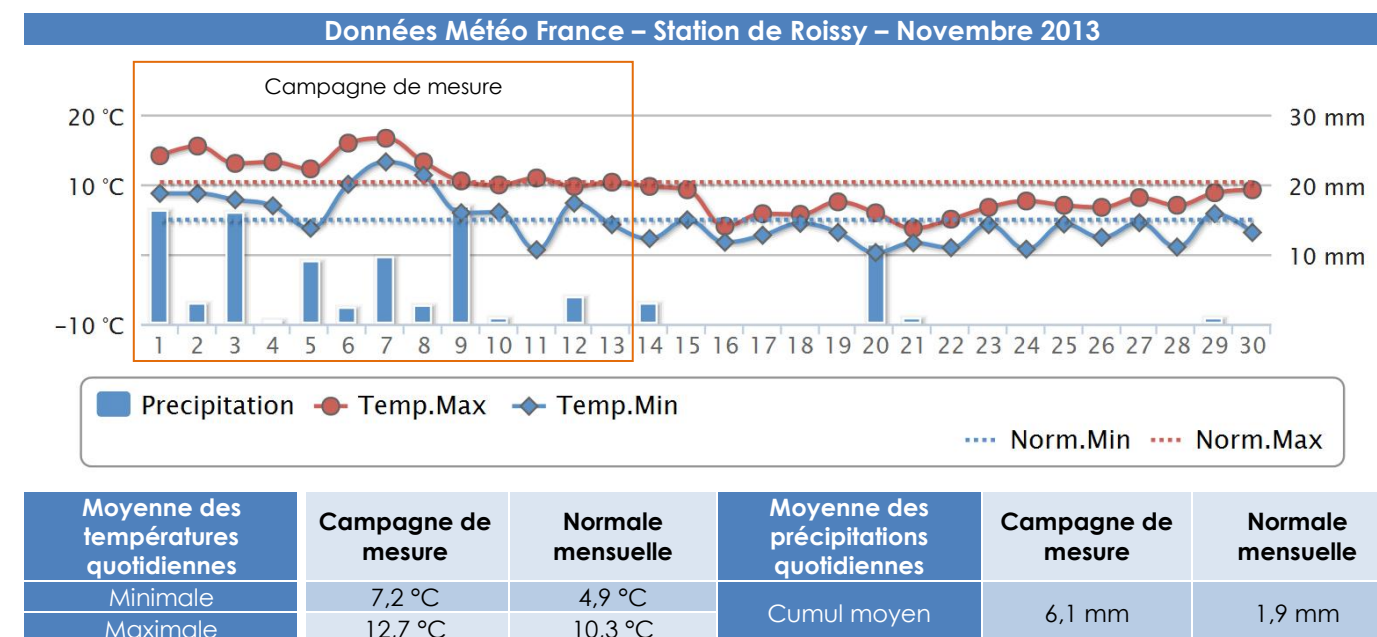 Données Météo France – Station de Roissy – Novembre 2013
Campagne de mesure
20 °C
30 mm
10 °C
20 mm
10 mm
−10 °C
1 2 3 4 5 6 7 8 9 10 11 12 13 14 15 16 17 18 19 20 21 22 23 24 25 26 27 28 29 30
Precipitation Temp.Max Temp.Min
Norm.Min Norm.Max
Moyenne des
températures
quotidiennes
Campagne de
mesure
Normale
mensuelle
Moyenne des
précipitations
quotidiennes
Campagne de
mesure
Normale
mensuelle
Minimale 7,2 °C 4,9 °C
Maximale 12,7 °C 10,3 °C
Cumul moyen 6,1 mm 1,9 mm